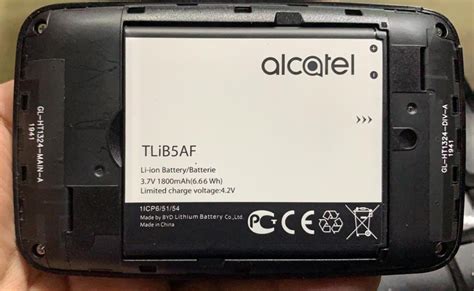 alcatel
>>>
TLiB5AF
Li-ion Battery/Batterie
3.7V 1800mAh(6.66 Wh)
Limited charge voltage:4.2V
1ICP6/51/54
Made by BYD Lithium Battery Co., Ltd.
Made in China
GL-HT1324-MAIN-A
1941
GL-HT1324-DIV-A
1941